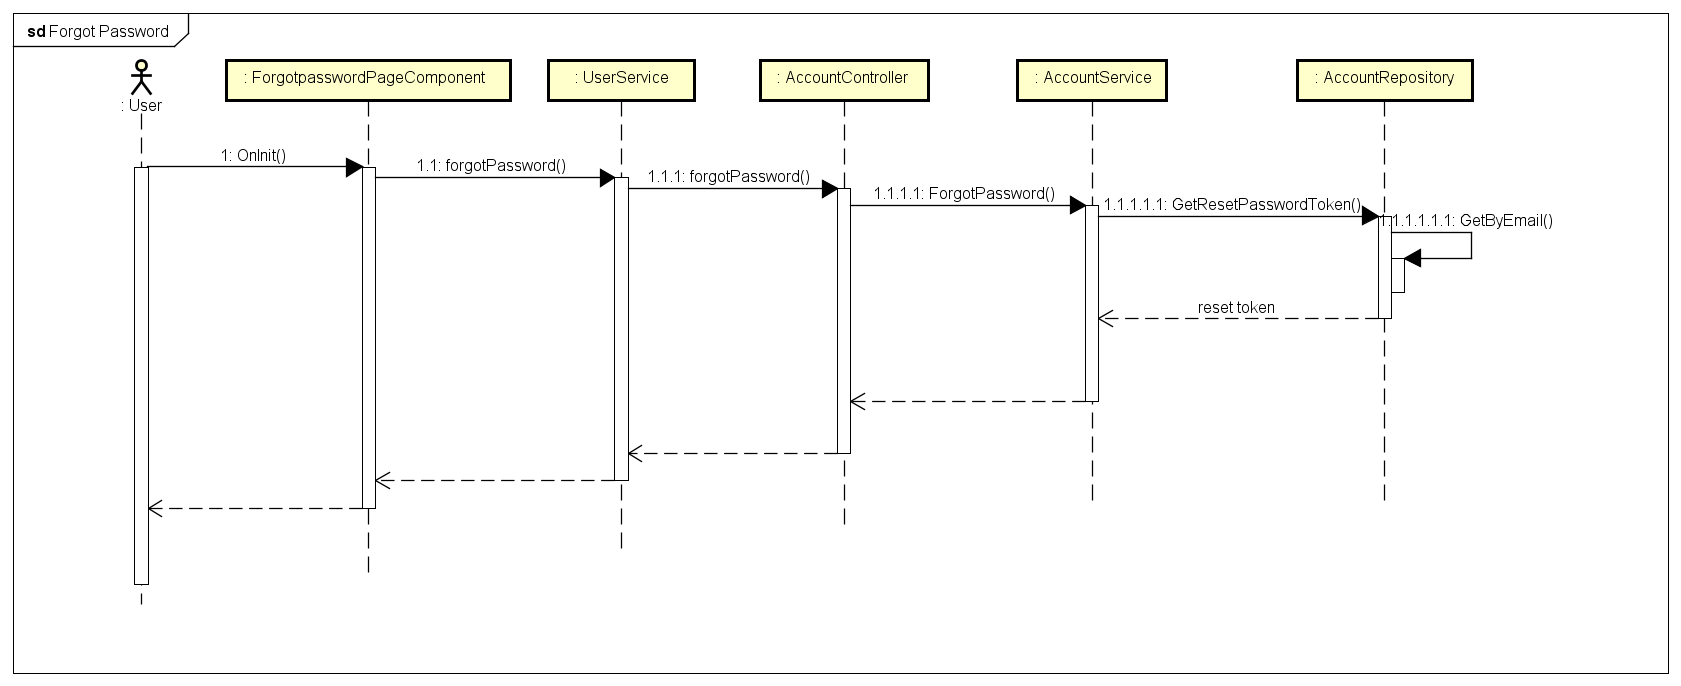 sd Forgot Password
: User
: ForgotpasswordPageComponent
: UserService
: AccountController
: AccountService
: AccountRepository
1: OnInit()
1.1: forgotPassword()
1.1.1: forgotPassword()
1.1.1.1: ForgotPassword()
1.1.1.1.1: GetResetPasswordToken()
1.1.1.1.1.1: GetByEmail()
reset token